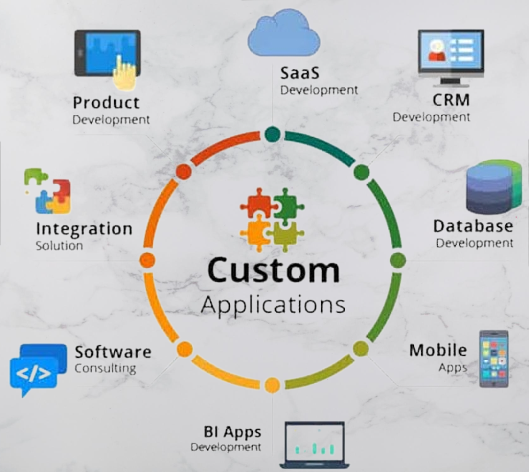 SaaS
Development
Product
Development
CRM
Development
Integration
Solution
Database
Development
Custom
Applications
Software
Consulting
</>
Mobile
Apps
BI Apps
Development